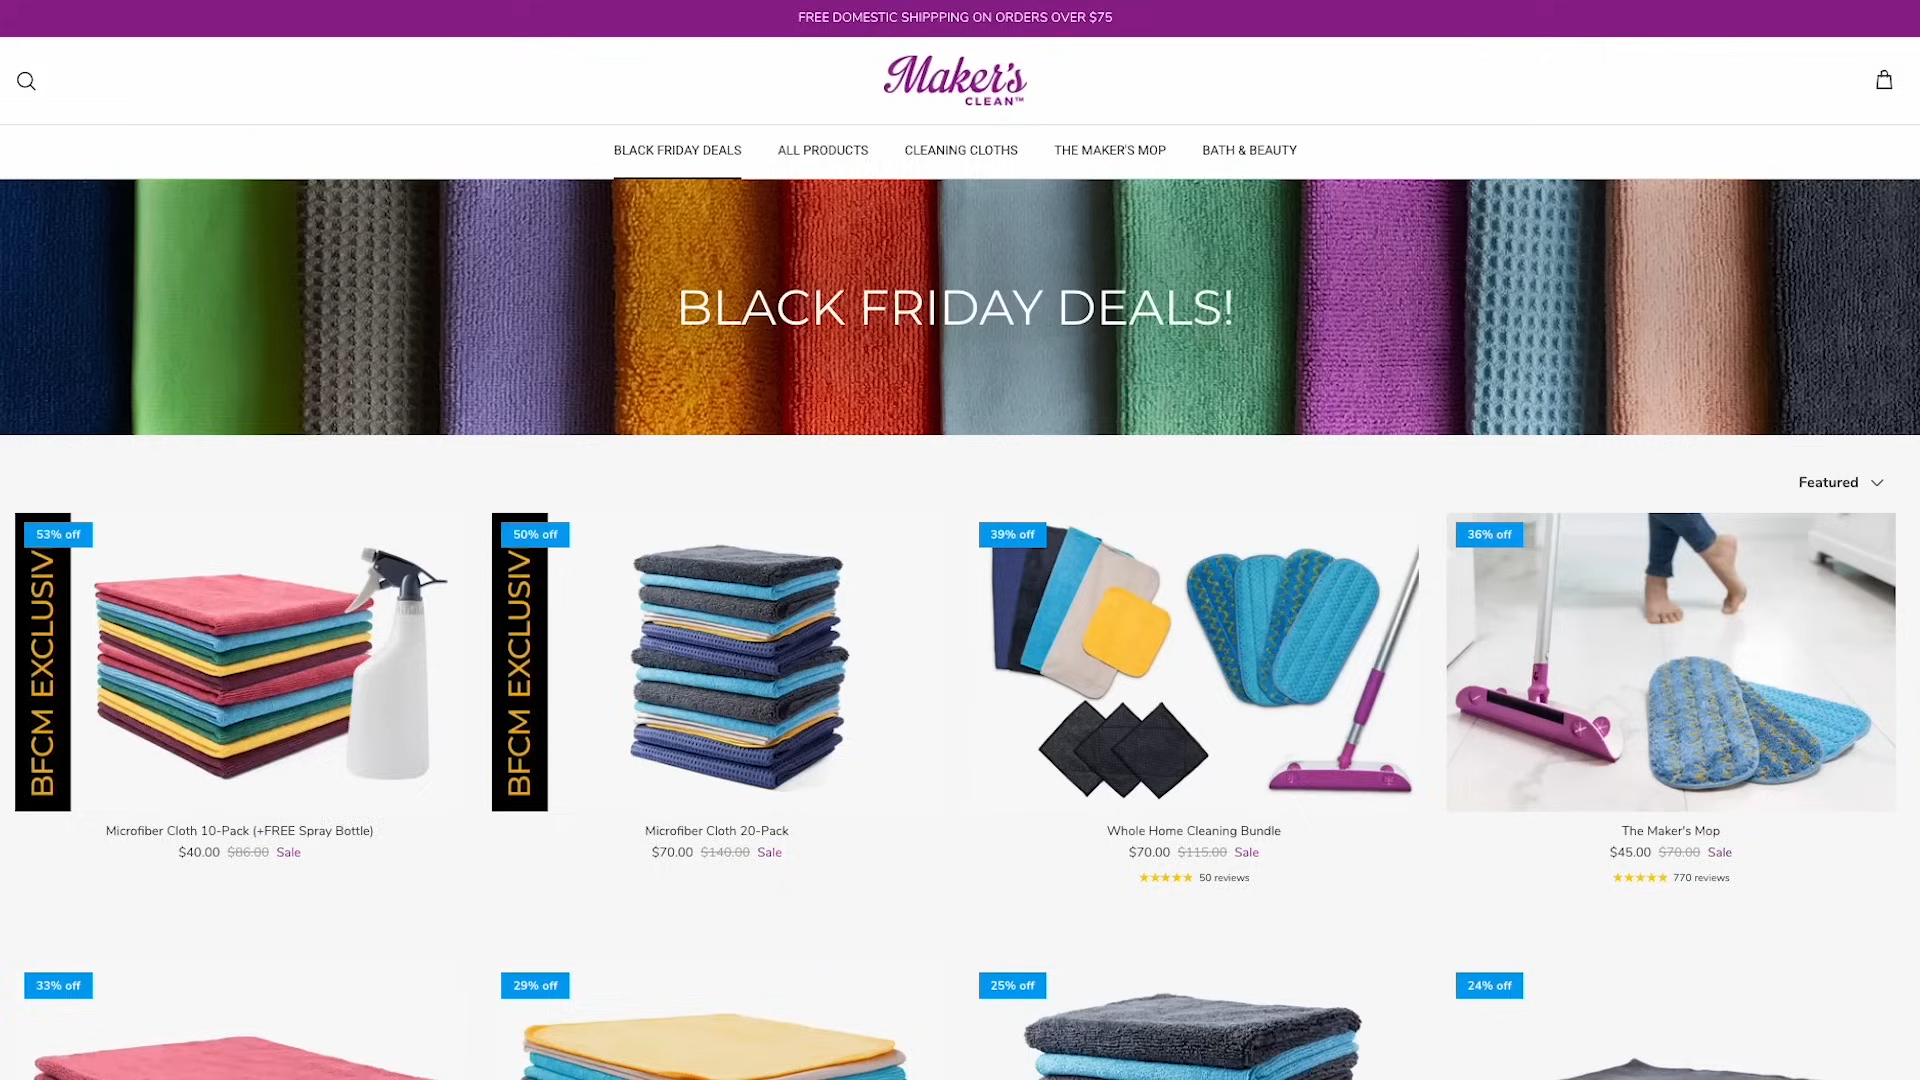 FREE DOMESTIC SHIPPPING ON ORDERS OVER $75
Maker's
CLEAN™
BLACK FRIDAY DEALS
ALL PRODUCTS
CLEANING CLOTHS
THE MAKER'S MOP
BATH & BEAUTY
BLACK FRIDAY DEALS!
Featured
53% off
BFCM EXCLUSIV
Microfiber Cloth 10-Pack (+FREE Spray Bottle)
$40.00 $86.00 Sale
50% off
BFCM EXCLUSIV
Microfiber Cloth 20-Pack
$70.00 $140.00 Sale
39% off
Whole Home Cleaning Bundle
$70.00 $115.00 Sale
★★★★★ 50 reviews
36% off
The Maker's Mop
$45.00 $70.00 Sale
★★★★★ 770 reviews
33% off
29% off
25% off
24% off